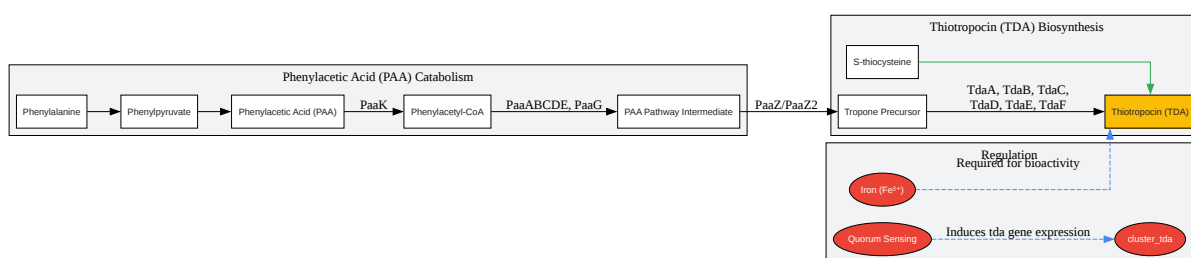 Thiotropocin (TDA) Biosynthesis
S-thiocysteine
Phenylacetic Acid (PAA) Catabolism
Phenylalanine
Phenylpyruvate
Phenylacetic Acid (PAA)
PaaK
Phenylacetyl-CoA
PaaABCDE, PaaG
PAA Pathway Intermediate
PaaZ/PaaZ2
Tropone Precursor
TdaA, TdaB, TdaC,
TdaD, TdaE, TdaF
Thiotropocin (TDA)
Regulation
Required for bioactivity
Iron (Fe³⁺)
Quorum Sensing
Induces tda gene expression
cluster_tda